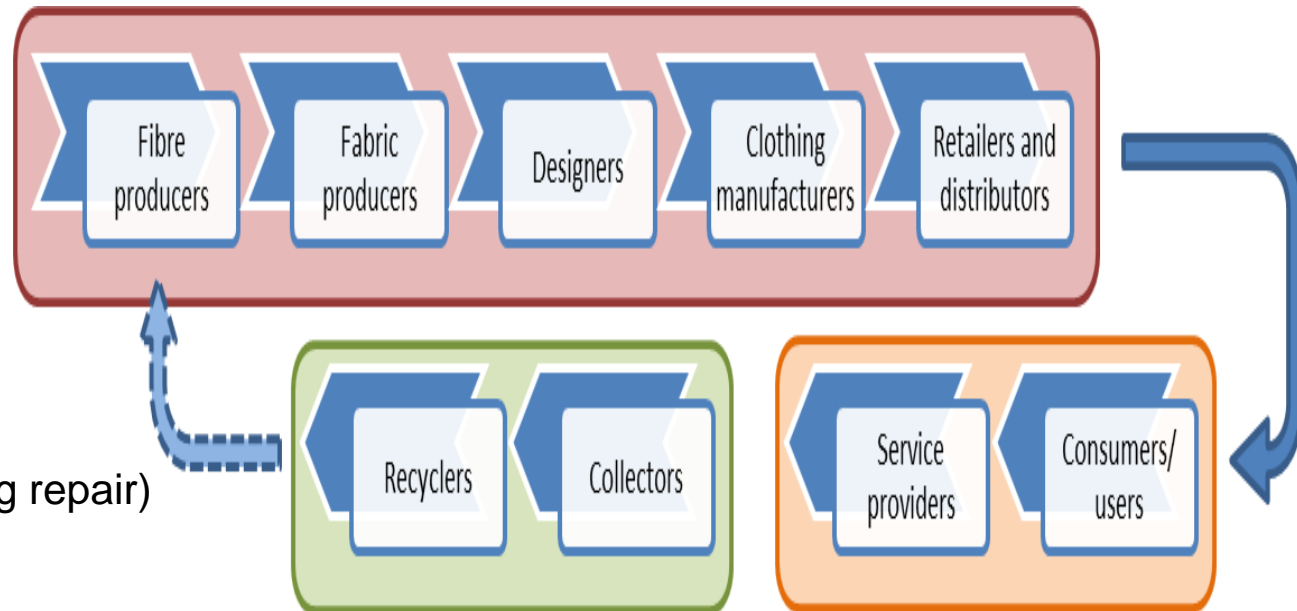 Fibre
producers
Fabric
producers
Designers
Clothing
manufacturers
Retailers and
distributors
Consumers/
users
Service
providers
Collectors
Recyclers
g repair)